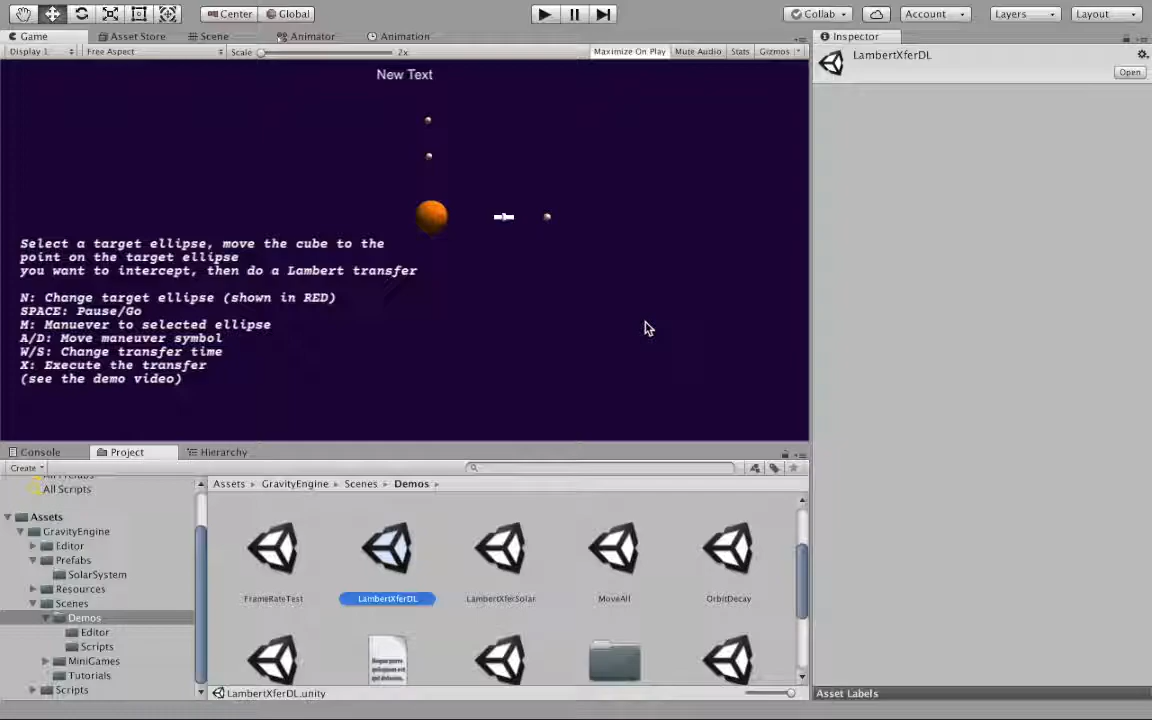 Center Global Collab Account Layers Layout
Game Asset Store Scene Animator Animation Inspector
Display 1 Free Aspect Scale 2x Maximize On Play Mute Audio Stats Gizmos
LambertXferDL
Open
New Text
Select a target ellipse, move the cube to the
point on the target ellipse
you want to intercept, then do a Lambert transfer
N: Change target ellipse (shown in RED)
SPACE: Pause/Go
M: Manuever to selected ellipse
A/D: Move maneuver symbol
W/S: Change transfer time
X: Execute the transfer
(see the demo video)
Console Project Hierarchy
Create
All Scripts
Assets
GravityEngine
Editor
Prefabs
SolarSystem
Resources
Scenes
Demos
Editor
Scripts
MiniGames
Tutorials
Scripts
Assets GravityEngine Scenes Demos
FrameRateTest LambertXferDL LambertXferSolar MoveAll OrbitDecay
LambertXferDL.unity
Asset Labels